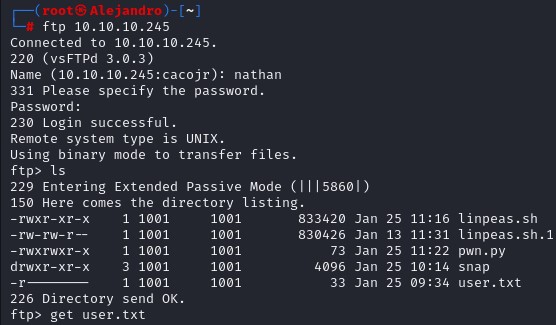 ┌──(root㉿Alejandro)-[~]
└─# ftp 10.10.10.245
Connected to 10.10.10.245.
220 (vsFTPd 3.0.3)
Name (10.10.10.245:cacojr): nathan
331 Please specify the password.
Password:
230 Login successful.
Remote system type is UNIX.
Using binary mode to transfer files.
ftp> ls
229 Entering Extended Passive Mode (|||5860|)
150 Here comes the directory listing.
-rwxr-xr-x    1 1001     1001       833420 Jan 25 11:16 linpeas.sh
-rw-rw-r--    1 1001     1001       830426 Jan 13 11:31 linpeas.sh.1
-rwxrwxr-x    1 1001     1001           73 Jan 25 11:22 pwn.py
drwxr-xr-x    3 1001     1001         4096 Jan 25 10:14 snap
-r--------    1 1001     1001           33 Jan 25 09:34 user.txt
226 Directory send OK.
ftp> get user.txt